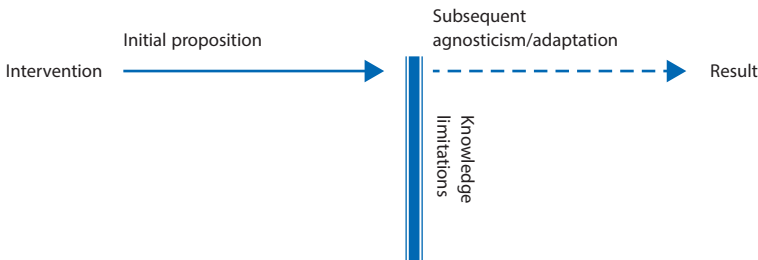 Subsequent
agnosticism/adaptation
Initial proposition
Intervention
Result
Knowledge
limitations